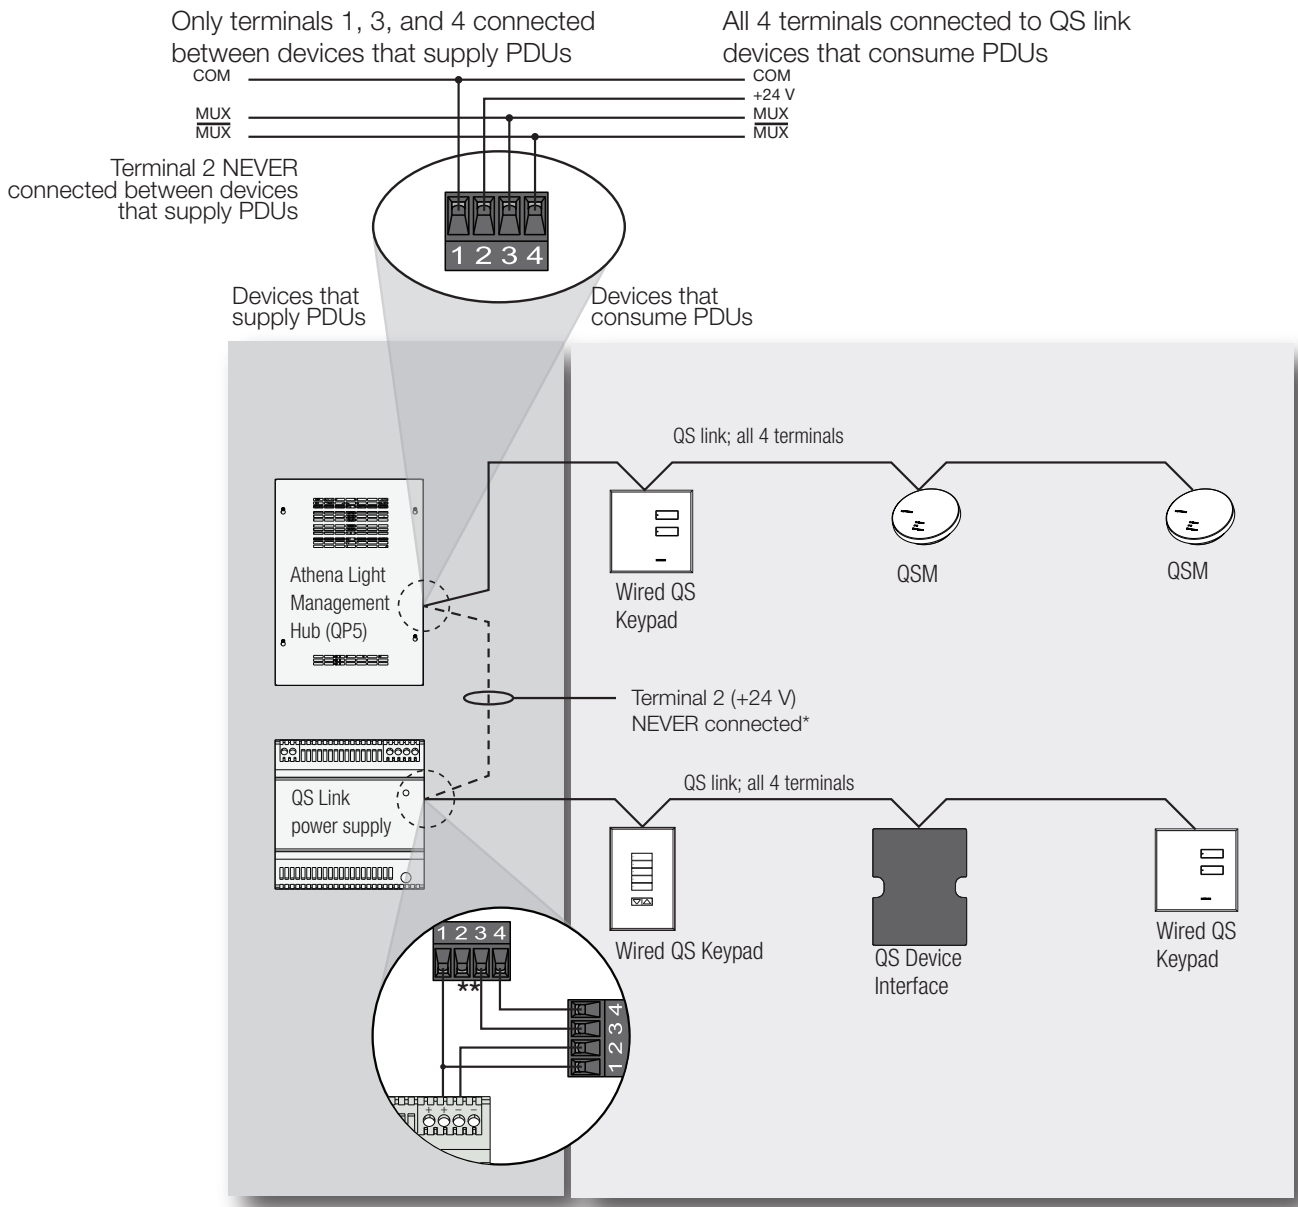 Only terminals 1, 3, and 4 connected
between devices that supply PDUs
All 4 terminals connected to QS link
devices that consume PDUs
COM
MUX
MUX
COM
+24 V
MUX
MUX
Terminal 2 NEVER
connected between devices
that supply PDUs
1 2 3 4
Devices that
supply PDUs
Devices that
consume PDUs
QS link; all 4 terminals
Athena Light
Management
Hub (QP5)
Wired QS
Keypad
QSM
QSM
Terminal 2 (+24 V)
NEVER connected*
QS Link
power supply
QS link; all 4 terminals
Wired QS Keypad
QS Device
Interface
Wired QS
Keypad
1 2 3 4
**
1 2 3 4
+ + - -